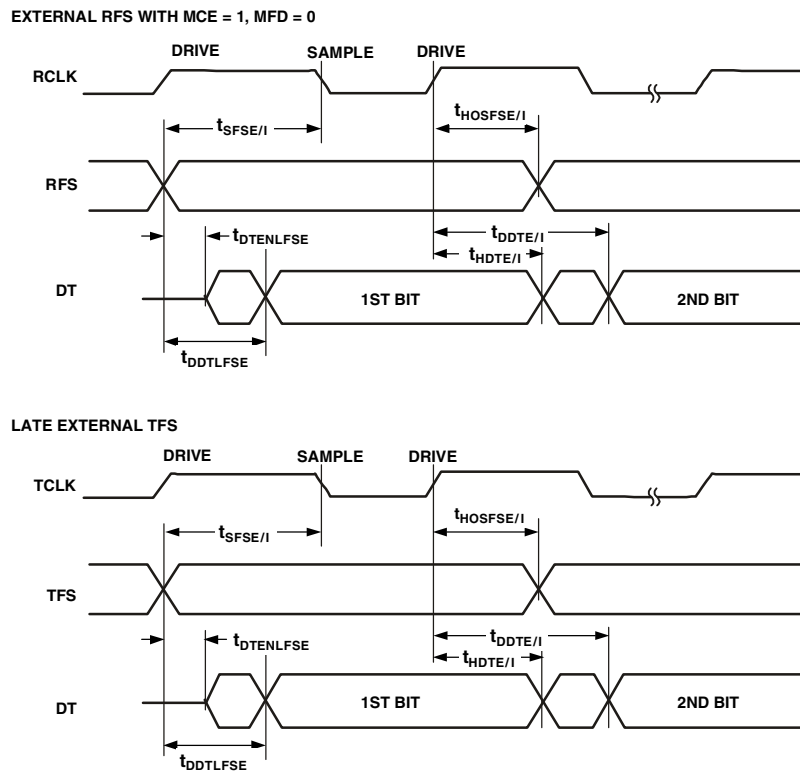 EXTERNAL RFS WITH MCE = 1, MFD = 0
DRIVE SAMPLE DRIVE
RCLK
tSFSE/I tHOSFSE/I
RFS
tDTENLFSE tDDTE/I
tHDTE/I
DT 1ST BIT 2ND BIT
tDDTLFSE
LATE EXTERNAL TFS
DRIVE SAMPLE DRIVE
TCLK
tSFSE/I tHOSFSE/I
TFS
tDTENLFSE tDDTE/I
tHDTE/I
DT 1ST BIT 2ND BIT
tDDTLFSE